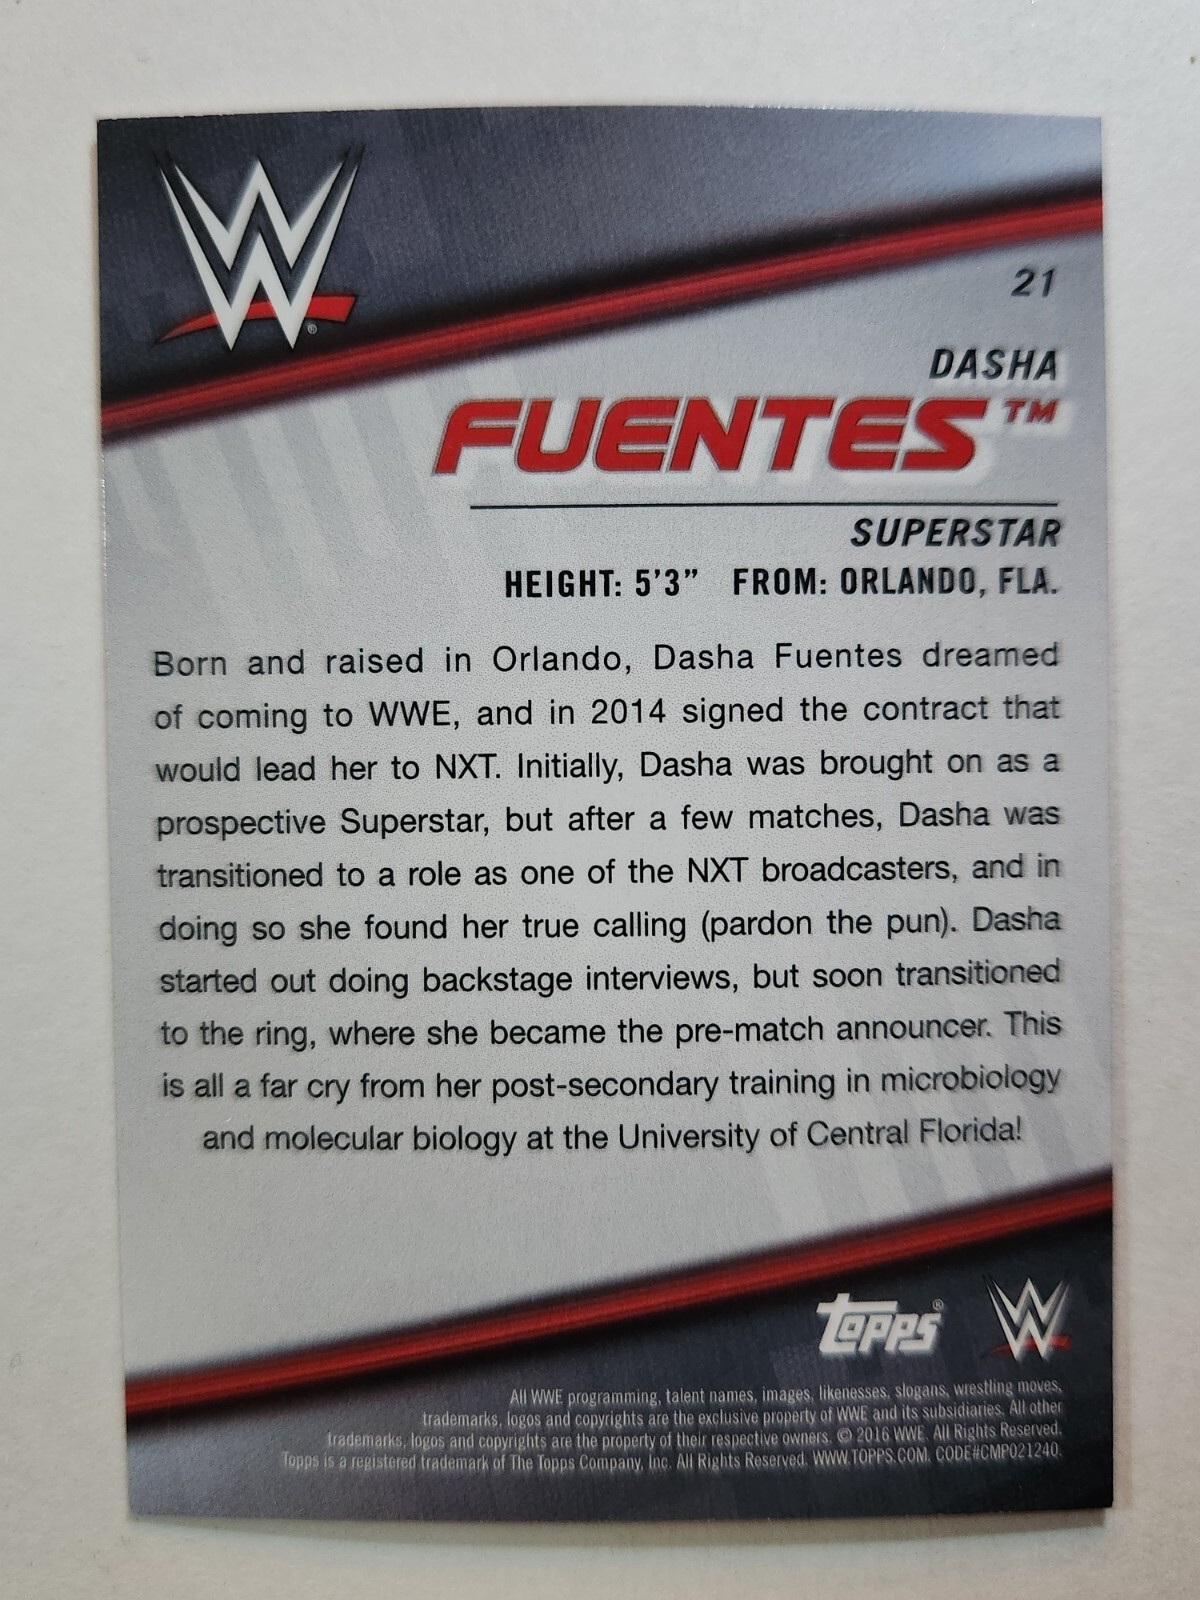 W
®
21
DASHA
FUENTES™
SUPERSTAR
HEIGHT: 5’3” FROM: ORLANDO, FLA.
Born and raised in Orlando, Dasha Fuentes dreamed
of coming to WWE, and in 2014 signed the contract that
would lead her to NXT. Initially, Dasha was brought on as a
prospective Superstar, but after a few matches, Dasha was
transitioned to a role as one of the NXT broadcasters, and in
doing so she found her true calling (pardon the pun). Dasha
started out doing backstage interviews, but soon transitioned
to the ring, where she became the pre-match announcer. This
is all a far cry from her post-secondary training in microbiology
and molecular biology at the University of Central Florida!
Topps® W
All WWE programming, talent names, images, likenesses, slogans, wrestling moves,
trademarks, logos and copyrights are the exclusive property of WWE and its subsidiaries. All other
trademarks, logos and copyrights are the property of their respective owners. © 2016 WWE. All Rights Reserved.
Topps is a registered trademark of The Topps Company, Inc. All Rights Reserved. WWW.TOPPS.COM. CODE#CMP021240.